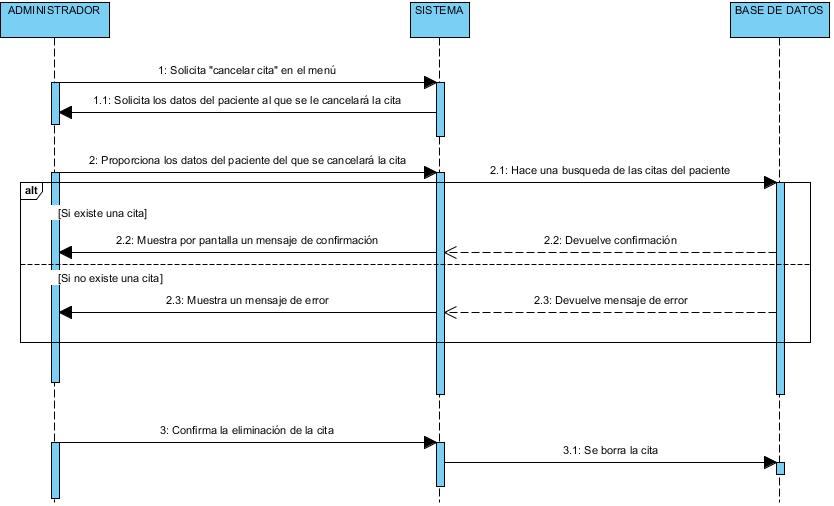 ADMINISTRADOR
SISTEMA
BASE DE DATOS
1: Solicita "cancelar cita" en el menú
1.1: Solicita los datos del paciente al que se le cancelará la cita
2: Proporciona los datos del paciente del que se cancelará la cita
2.1: Hace una busqueda de las citas del paciente
alt
[Si existe una cita]
2.2: Muestra por pantalla un mensaje de confirmación
2.2: Devuelve confirmación
[Si no existe una cita]
2.3: Muestra un mensaje de error
2.3: Devuelve mensaje de error
3: Confirma la eliminación de la cita
3.1: Se borra la cita